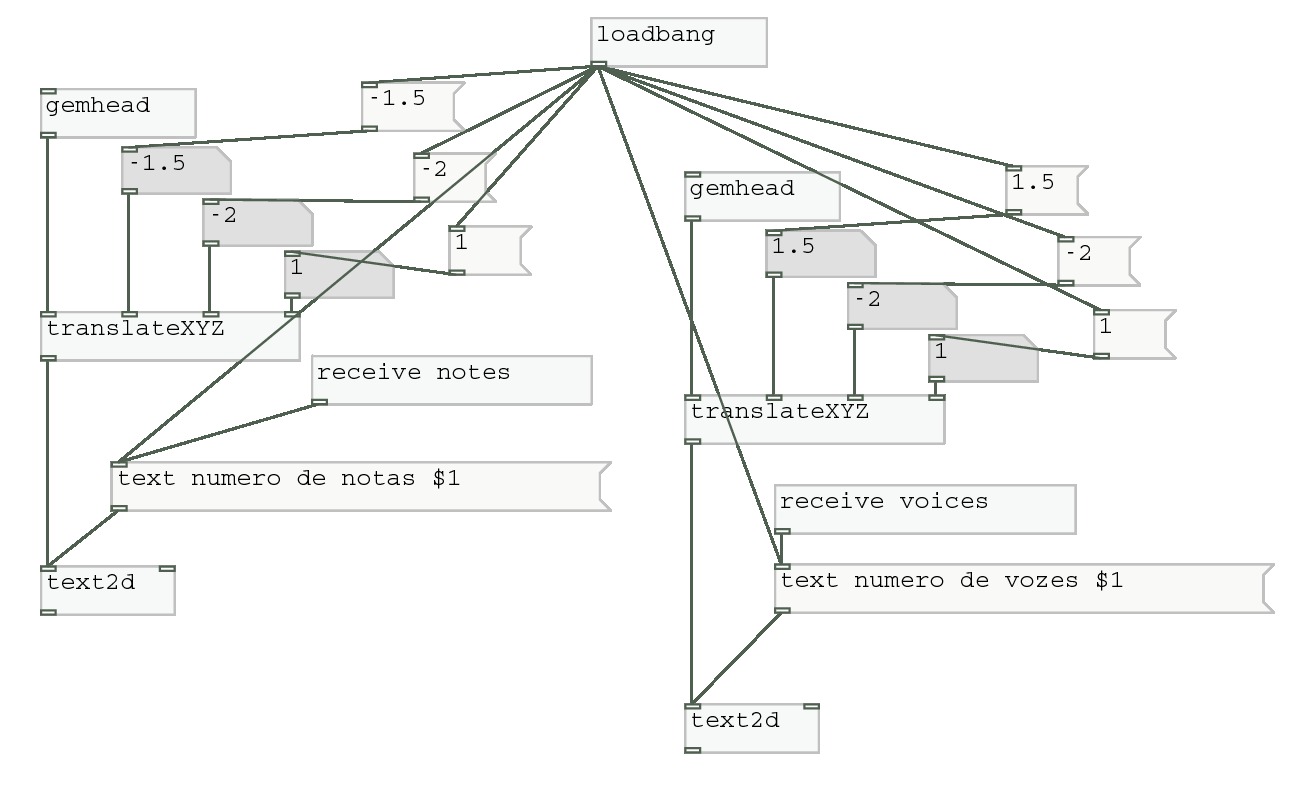 loadbang
gemhead
-1.5
-1.5
-2
-2
1
1
translateXYZ
receive notes
text numero de notas $1
text2d
gemhead
1.5
1.5
-2
-2
1
1
translateXYZ
receive voices
text numero de vozes $1
text2d